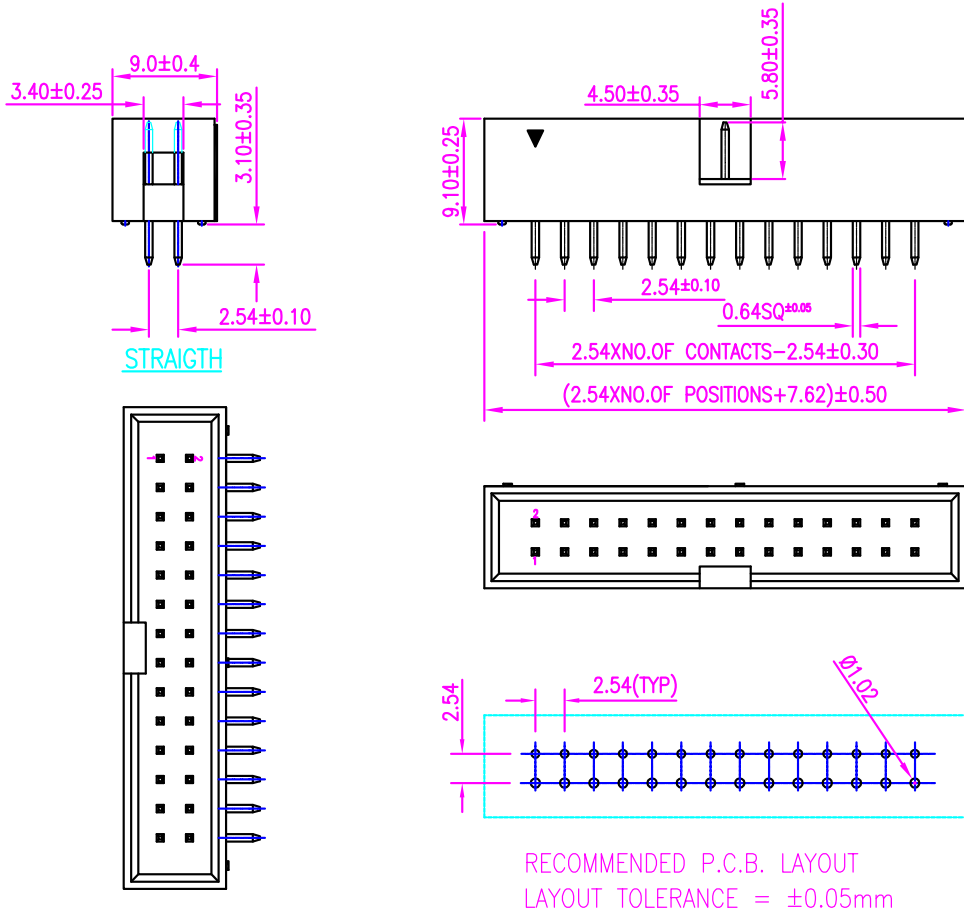 9.0±0.4
3.40±0.25
3.10±0.35
2.54±0.10
STRAIGTH
4.50±0.35
5.80±0.35
9.10±0.25
2.54±0.10
0.64SQ±0.05
2.54XNO.OF CONTACTS-2.54±0.30
(2.54XNO.OF POSITIONS+7.62)±0.50
1
2
2
1
2.54
2.54(TYP)
Ø1.02
RECOMMENDED P.C.B. LAYOUT
LAYOUT TOLERANCE = ±0.05mm